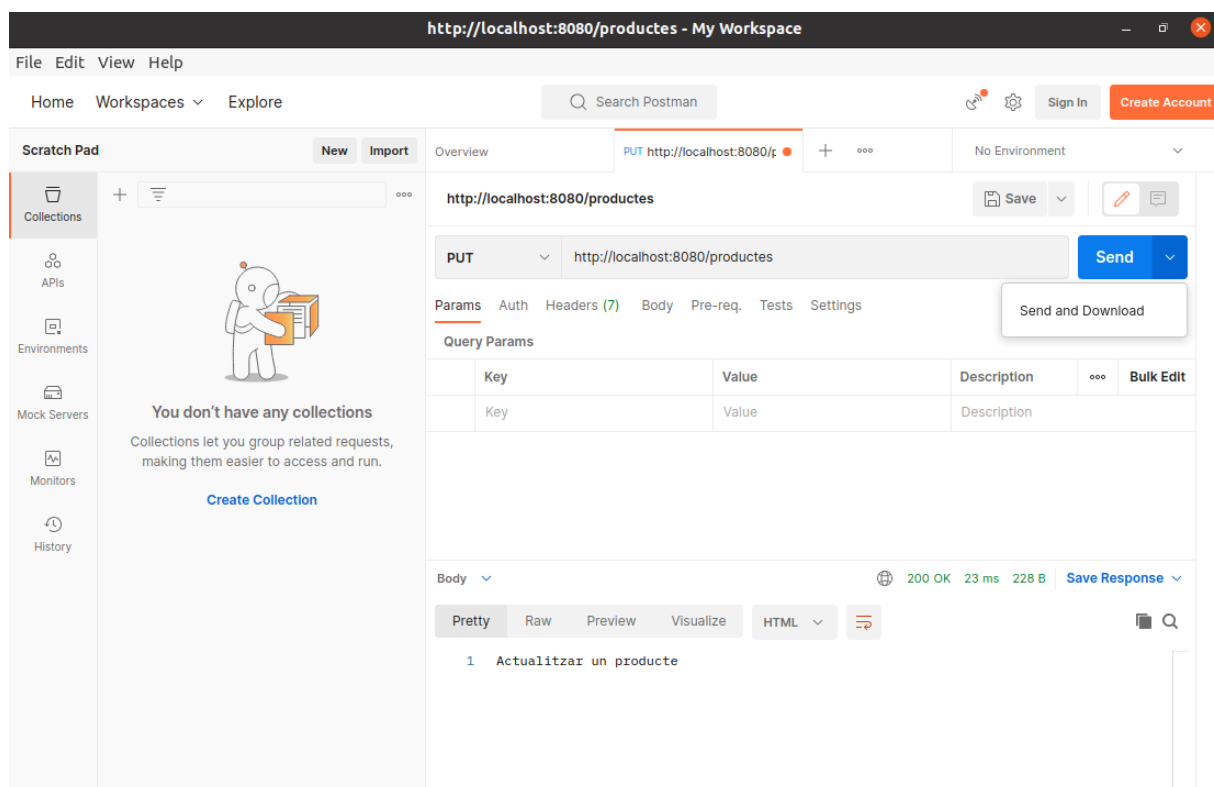 http://localhost:8080/productes - My Workspace
File Edit View Help
Home Workspaces Explore Search Postman Sign In Create Account
Scratch Pad New Import Overview PUT http://localhost:8080/p No Environment
Collections
http://localhost:8080/productes Save
APIs
PUT http://localhost:8080/productes Send
Send and Download
Params Auth Headers (7) Body Pre-req. Tests Settings
Environments
Query Params
Key Value Description Bulk Edit
Key Value Description
Mock Servers
You don't have any collections
Collections let you group related requests,
making them easier to access and run.
Monitors
Create Collection
History
Body 200 OK 23 ms 228 B Save Response
Pretty Raw Preview Visualize HTML
1 Actualitzar un producte